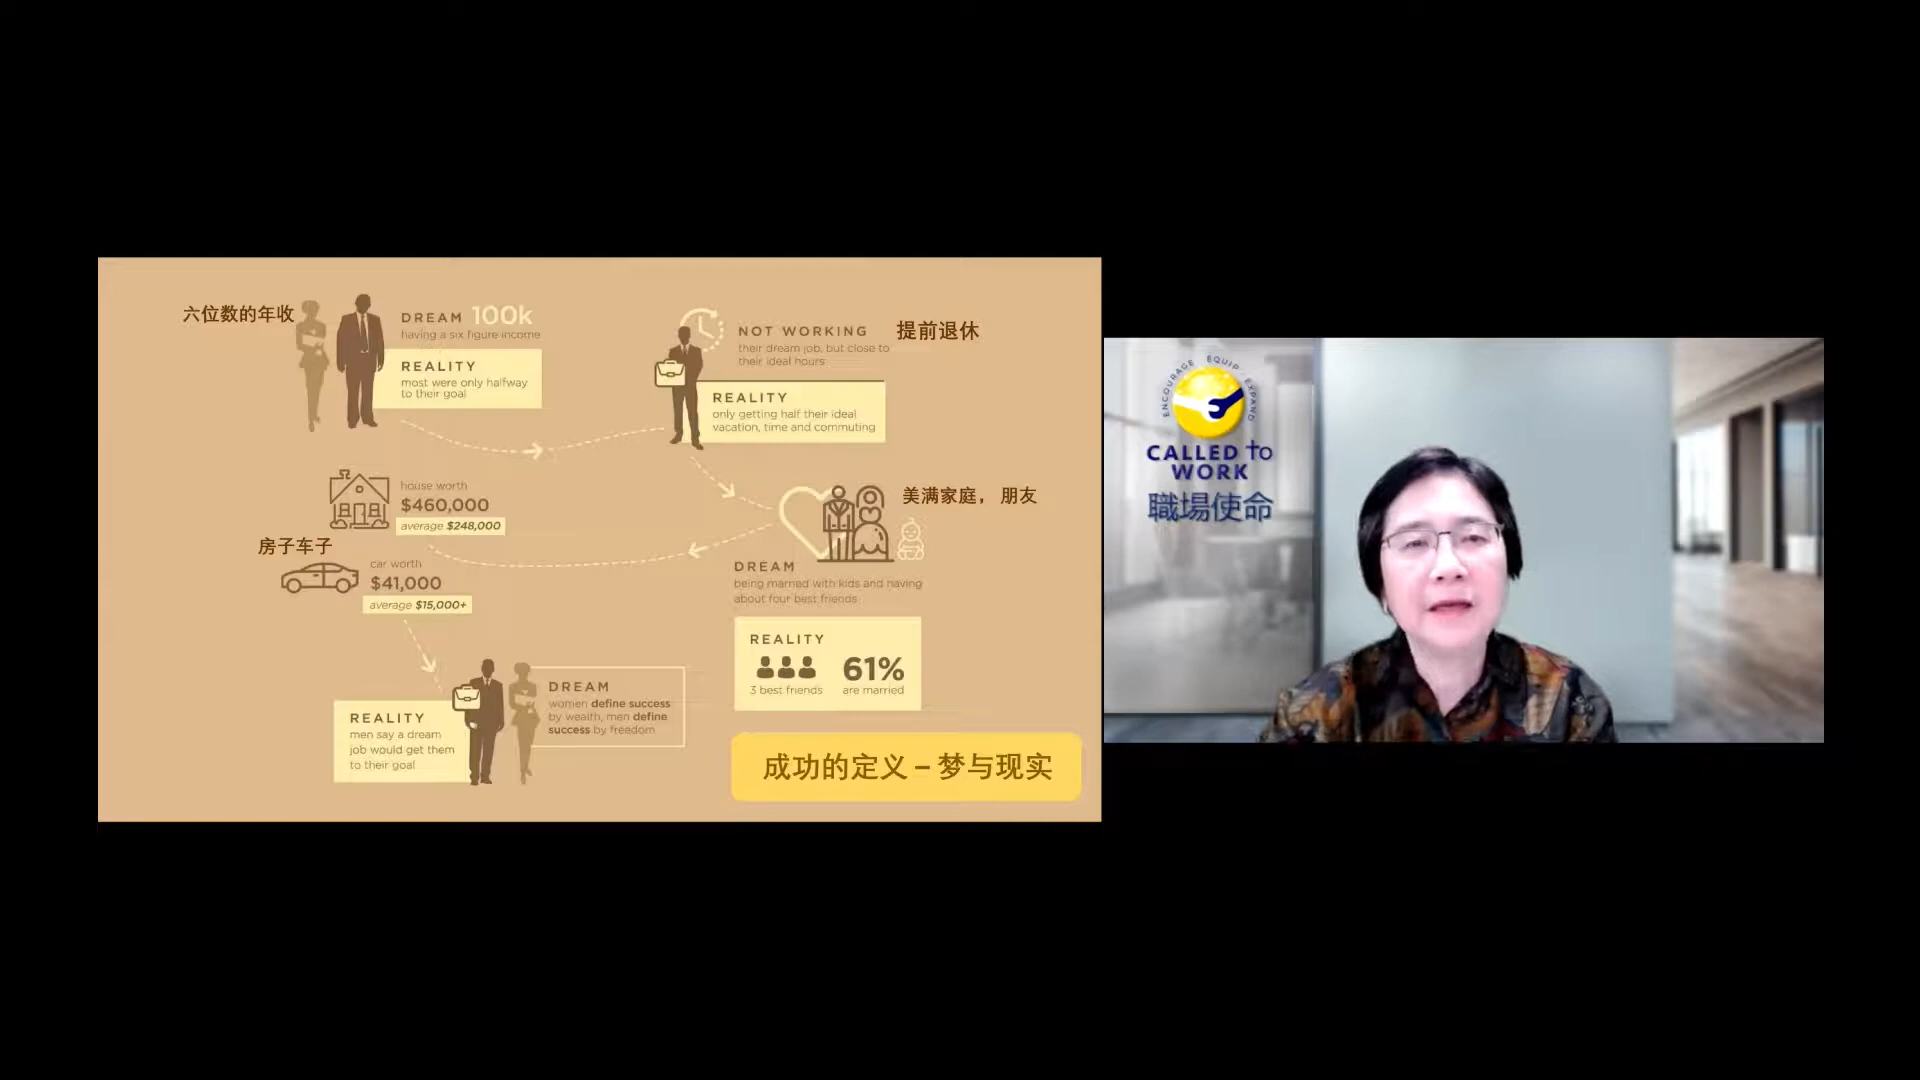 六位数的年收
DREAM 100k
having a six figure income
REALITY
most were only halfway
to their goal
NOT WORKING
their dream job, but close to
their ideal hours
提前退休
REALITY
only getting half their ideal
vacation, time and commuting
house worth
$460,000
average $248,000
房子车子
car worth
$41,000
average $15,000+
美满家庭，朋友
DREAM
being married with kids and having
about four best friends
REALITY
3 best friends
61%
are married
DREAM
women define success
by wealth, men define
success by freedom
REALITY
men say a dream
job would get them
to their goal
成功的定义 – 梦与现实
ENCOURAGE EQUIP EXPAND
CALLED to
WORK
職場使命